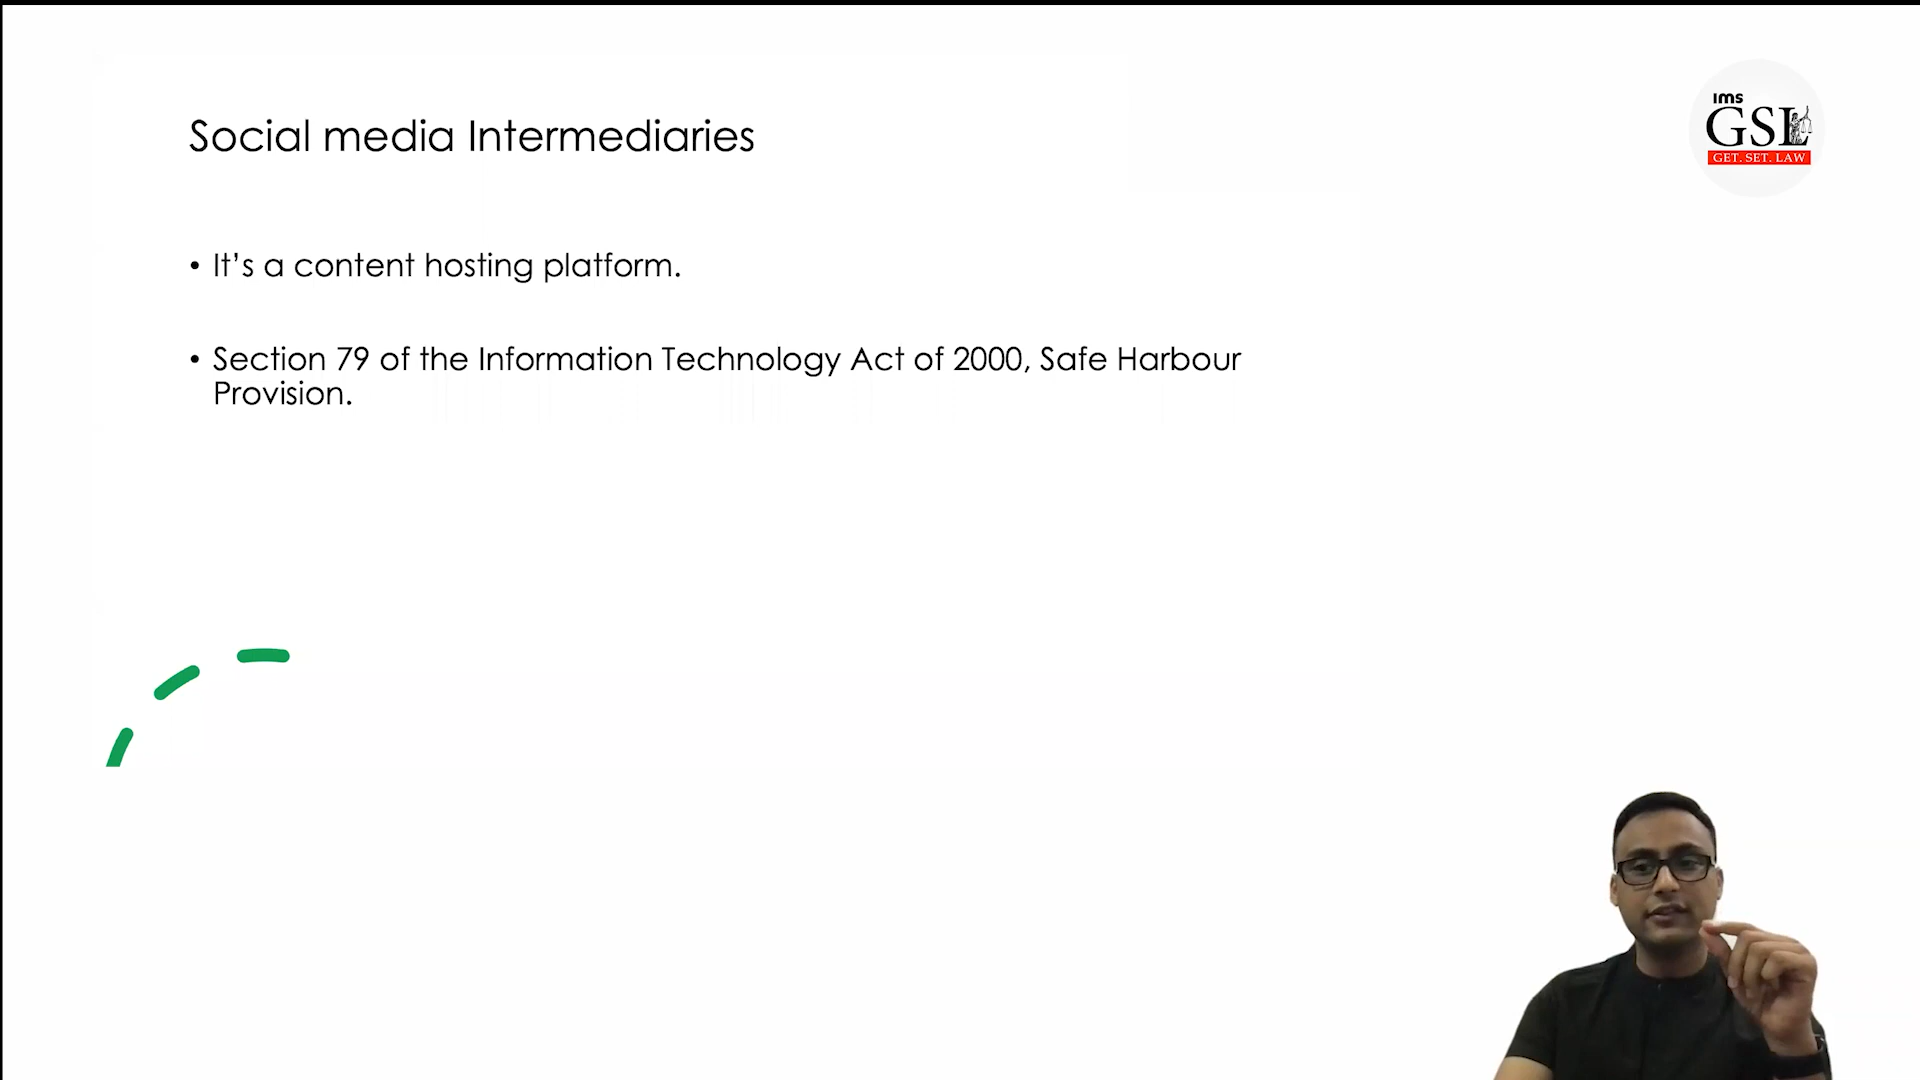 Social media Intermediaries
ims
GSL
GET. SET. LAW
• It’s a content hosting platform.
• Section 79 of the Information Technology Act of 2000, Safe Harbour
Provision.